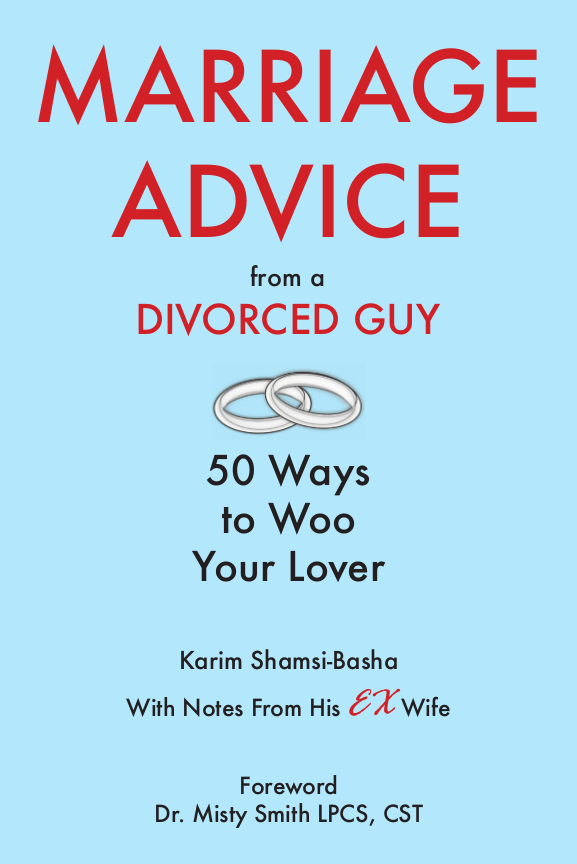 MARRIAGE
ADVICE
from a
DIVORCED GUY
50 Ways
to Woo
Your Lover
Karim Shamsi-Basha
With Notes From His EX Wife
Foreword
Dr. Misty Smith LPCS, CST